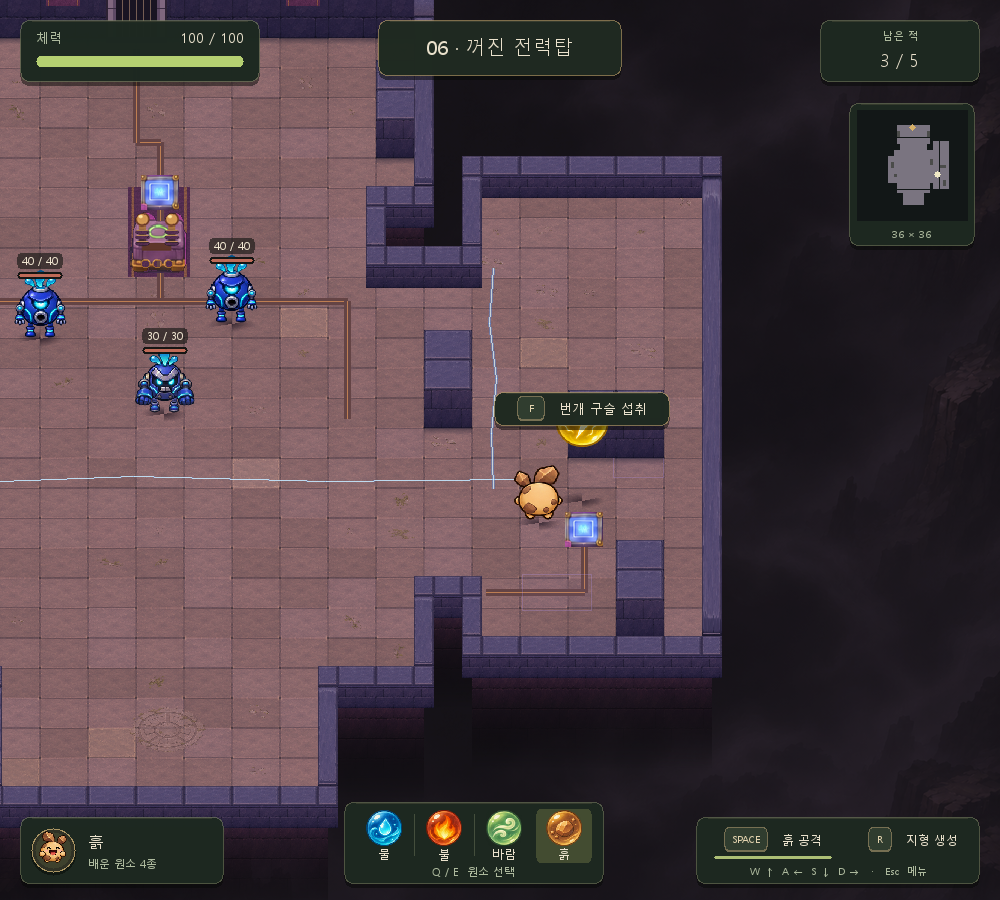 체력 100 / 100
06 · 꺼진 전력탑
남은 적
3 / 5
36 × 36
40 / 40
40 / 40
30 / 30
F 번개 구슬 섭취
흙
배운 원소 4종
물 불 바람 흙
Q / E 원소 선택
SPACE 흙 공격 R 지형 생성
W ↑ A ← S ↓ D → · Esc 메뉴